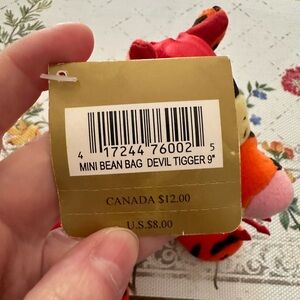 4 17244 76002 5
MINI BEAN BAG DEVIL TIGGER 9"
CANADA $12.00
U.S.$8.00